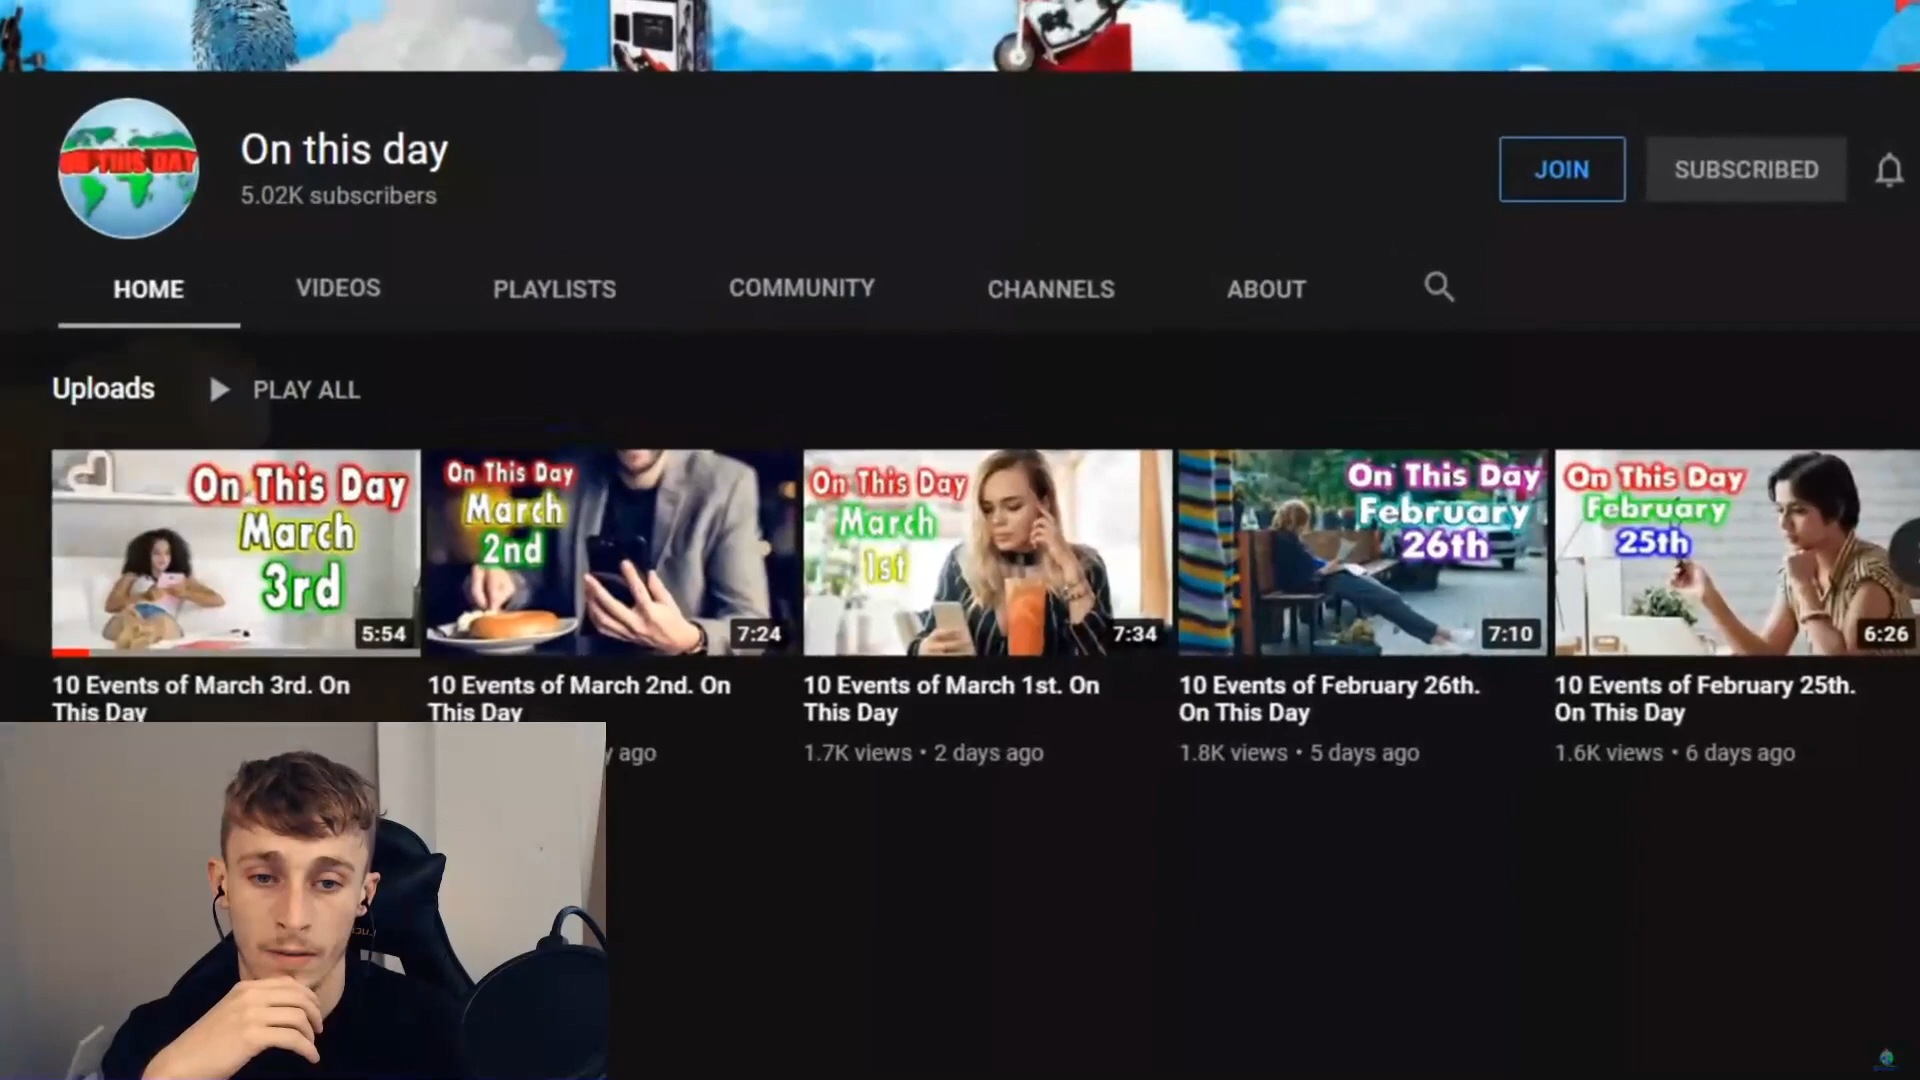 ON THIS DAY
On this day
5.02K subscribers
JOIN
SUBSCRIBED
HOME
VIDEOS
PLAYLISTS
COMMUNITY
CHANNELS
ABOUT
Uploads
PLAY ALL
On This Day
March
3rd
5:54
On This Day
March
2nd
7:24
On This Day
March
1st
7:34
On This Day
February
26th
7:10
On This Day
February
25th
6:26
10 Events of March 3rd. On
This Day
10 Events of March 2nd. On
This Day
ago
10 Events of March 1st. On
This Day
1.7K views • 2 days ago
10 Events of February 26th.
On This Day
1.8K views • 5 days ago
10 Events of February 25th.
On This Day
1.6K views • 6 days ago